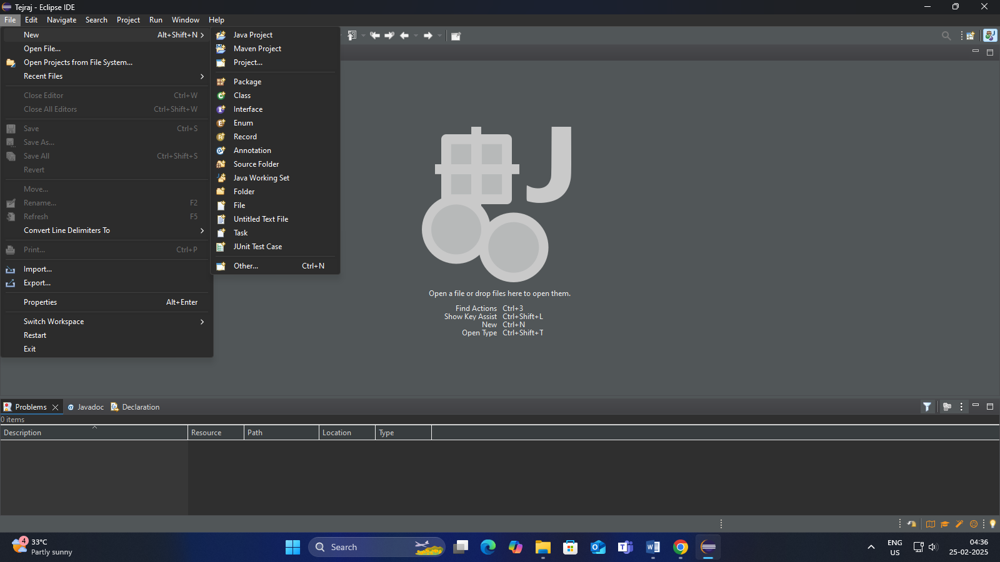 Tejraj - Eclipse IDE
File Edit Navigate Search Project Run Window Help
New Alt+Shift+N
Open File...
Open Projects from File System...
Recent Files
Close Editor Ctrl+W
Close All Editors Ctrl+Shift+W
Save Ctrl+S
Save As...
Save All Ctrl+Shift+S
Revert
Move...
Rename... F2
Refresh F5
Convert Line Delimiters To
Print... Ctrl+P
Import...
Export...
Properties Alt+Enter
Switch Workspace
Restart
Exit
Java Project
Maven Project
Project...
Package
Class
Interface
Enum
Record
Annotation
Source Folder
Java Working Set
Folder
File
Untitled Text File
Task
JUnit Test Case
Other... Ctrl+N
Open a file or drop files here to open them.
Find Actions Ctrl+3
Show Key Assist Ctrl+Shift+L
New Ctrl+N
Open Type Ctrl+Shift+T
Problems Javadoc Declaration
0 items
Description Resource Path Location Type
4
33°C
Partly sunny
Search
ENG
US
04:36
25-02-2025